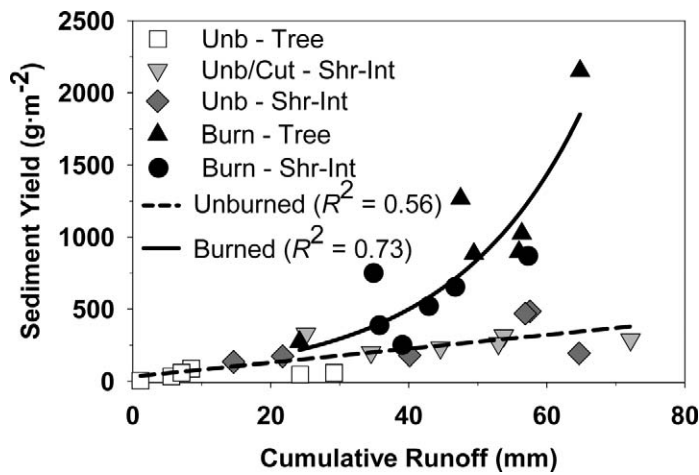 Sediment Yield (g·m⁻²)
2500
2000
1500
1000
500
0
Unb - Tree
Unb/Cut - Shr-Int
Unb - Shr-Int
Burn - Tree
Burn - Shr-Int
Unburned (R² = 0.56)
Burned (R² = 0.73)
0 20 40 60 80
Cumulative Runoff (mm)